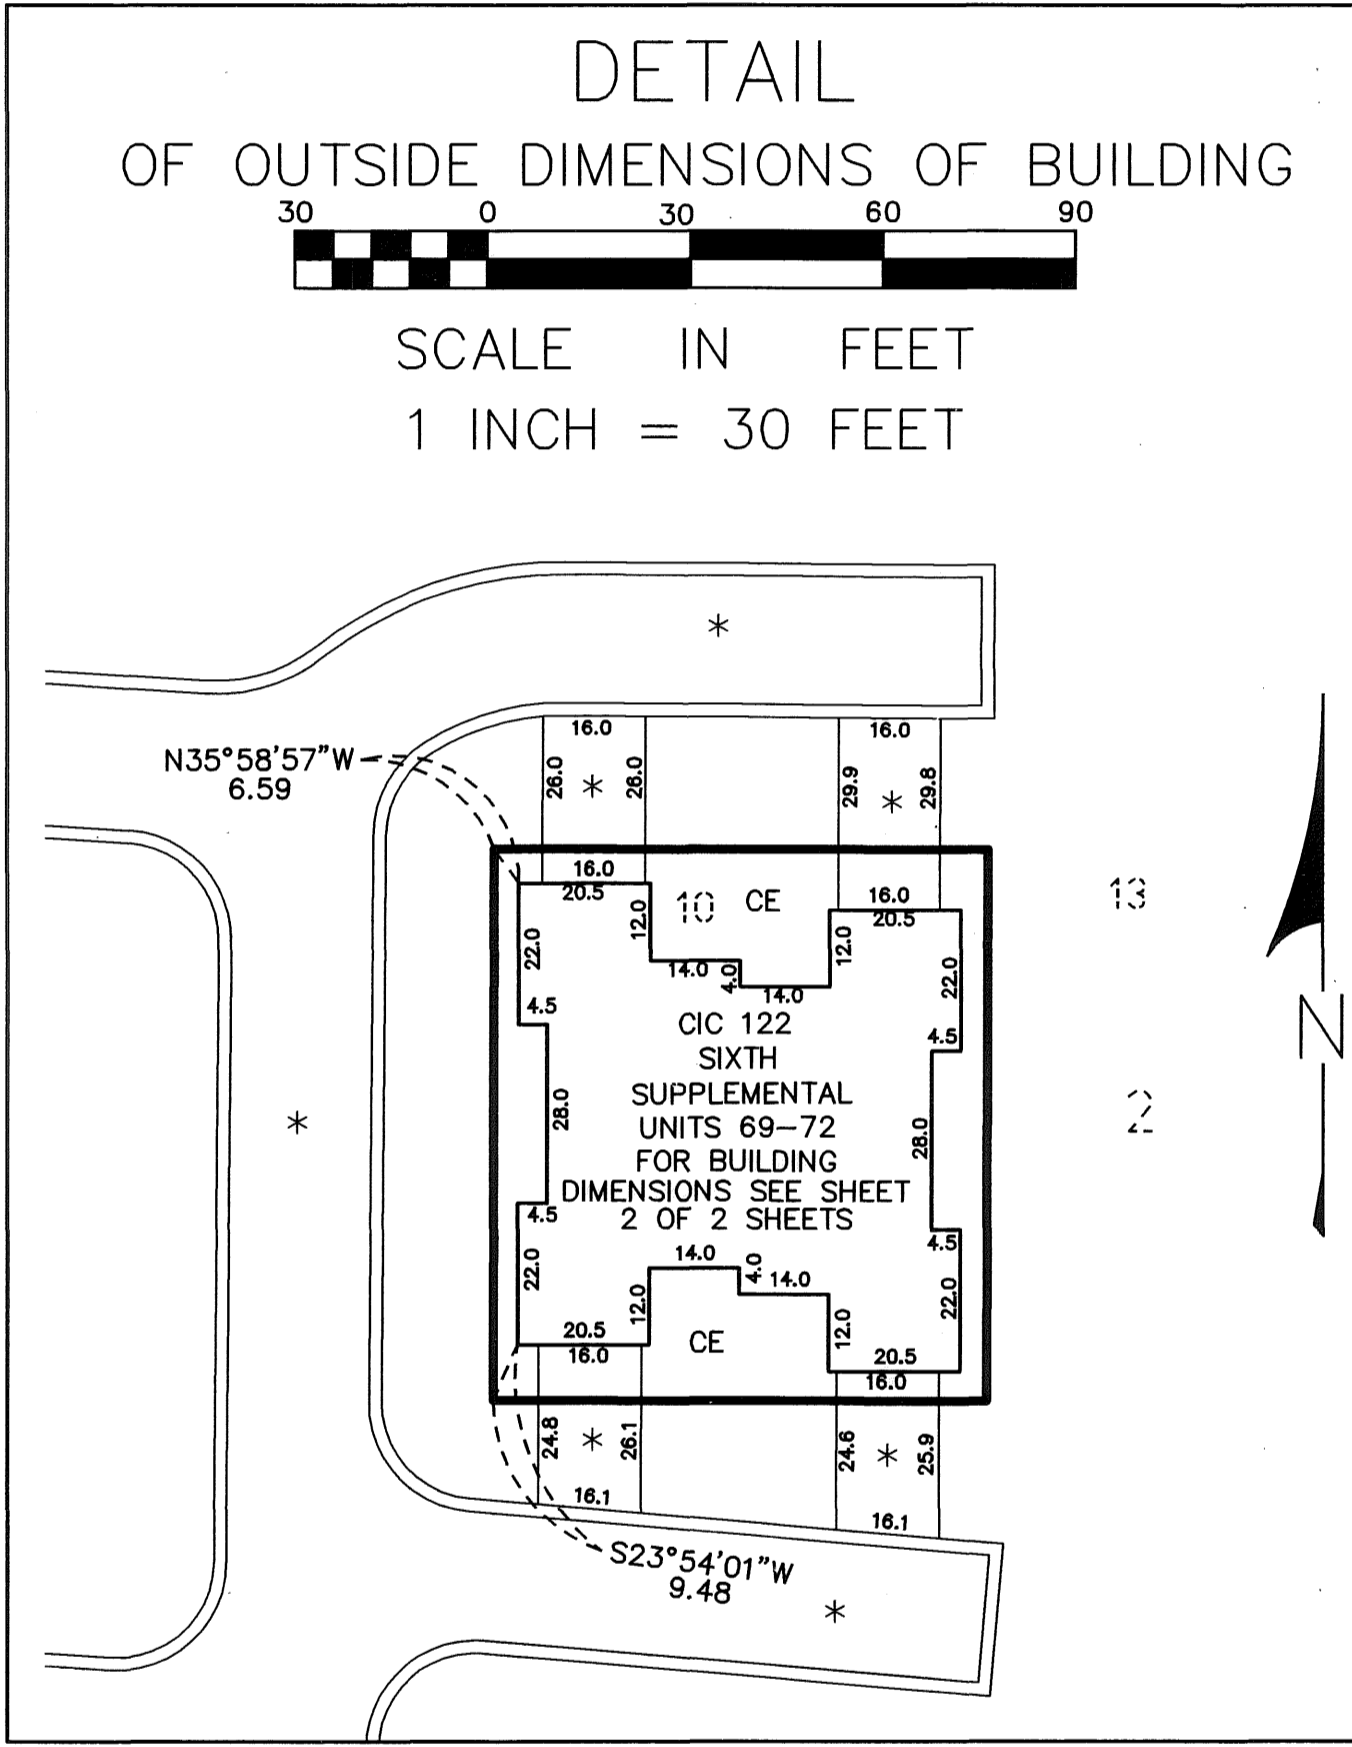 DETAIL
OF OUTSIDE DIMENSIONS OF BUILDING
30 0 30 60 90
SCALE IN FEET
1 INCH = 30 FEET
*
16.0 16.0
N35°58'57"W
6.59
26.0 * 26.0 29.9 * 29.8
16.0
20.5
12.0
10 CE
16.0
20.5
13
22.0
12.0
22.0
14.0 4.0
14.0
4.5
4.5
CIC 122
SIXTH
SUPPLEMENTAL
UNITS 69-72
FOR BUILDING
DIMENSIONS SEE SHEET
2 OF 2 SHEETS
28.0
28.0
*
2
N
4.5
4.5
22.0
14.0 4.0 14.0
12.0
12.0
22.0
20.5
16.0
CE
20.5
16.0
24.8 * 26.1 24.6 * 25.9
16.1 16.1
S23°54'01"W
9.48
*